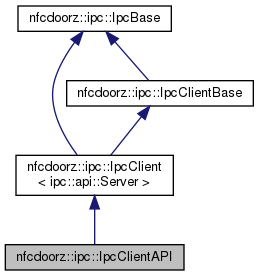 nfcdoorz::ipc::IpcBase
nfcdoorz::ipc::IpcClientBase
nfcdoorz::ipc::IpcClient
< ipc::api::Server >
nfcdoorz::ipc::IpcClientAPI